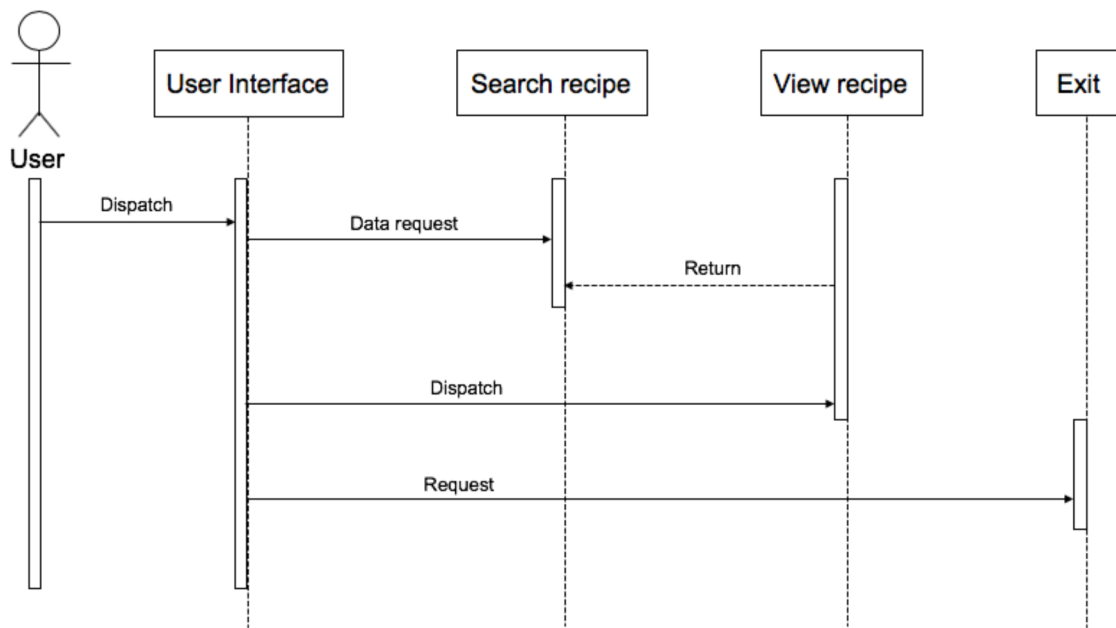 User Interface
Search recipe
View recipe
Exit
User
Dispatch
Data request
Return
Dispatch
Request